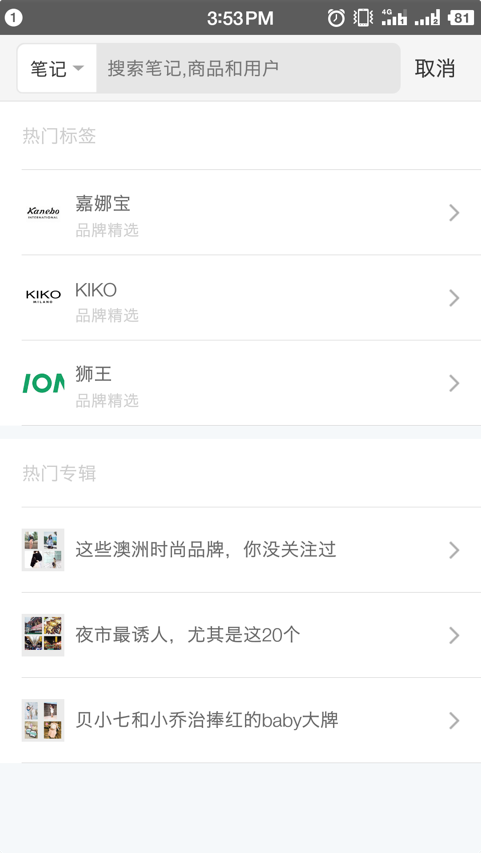 1 3:53PM 4G 1 2 81
笔记 搜索笔记,商品和用户 取消
热门标签
Kanebo
INTERNATIONAL
嘉娜宝
品牌精选
KIKO
MILANO
KIKO
品牌精选
ION
狮王
品牌精选
热门专辑
这些澳洲时尚品牌，你没关注过
夜市最诱人，尤其是这20个
贝小七和小乔治捧红的baby大牌